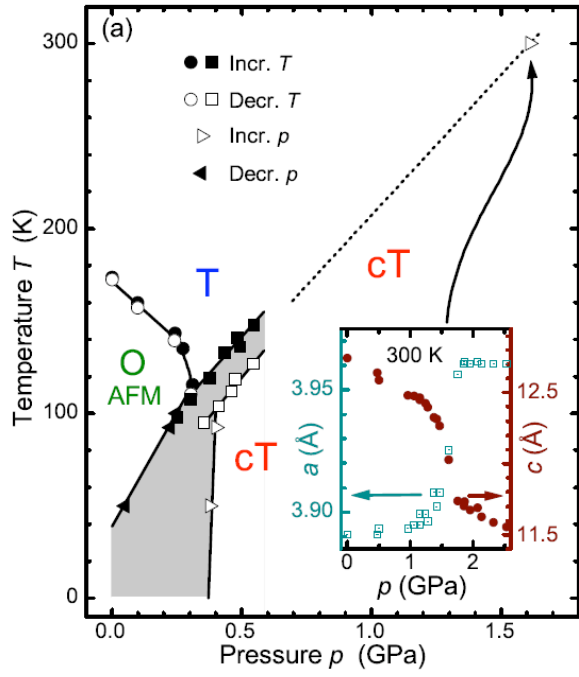 (a)
Incr. T
Decr. T
Incr. p
Decr. p
Temperature T (K)
300
200
100
0
T
cT
O
AFM
cT
300 K
3.95
3.90
a (Å)
12.5
11.5
c (Å)
0 1 2
p (GPa)
0.0 0.5 1.0 1.5
Pressure p (GPa)